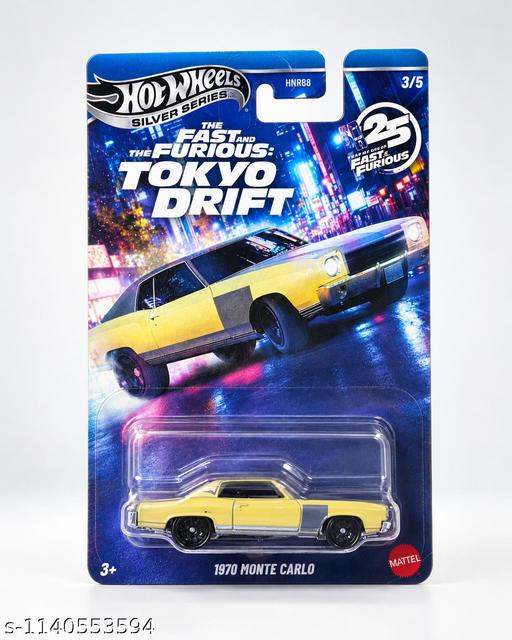 HOT WHEELS
SILVER SERIES
HNR88
3/5
THE
FAST AND
THE FURIOUS:
TOKYO
DRIFT
25
FAST & FURIOUS
3+
1970 MONTE CARLO
MATTEL
s-1140553594